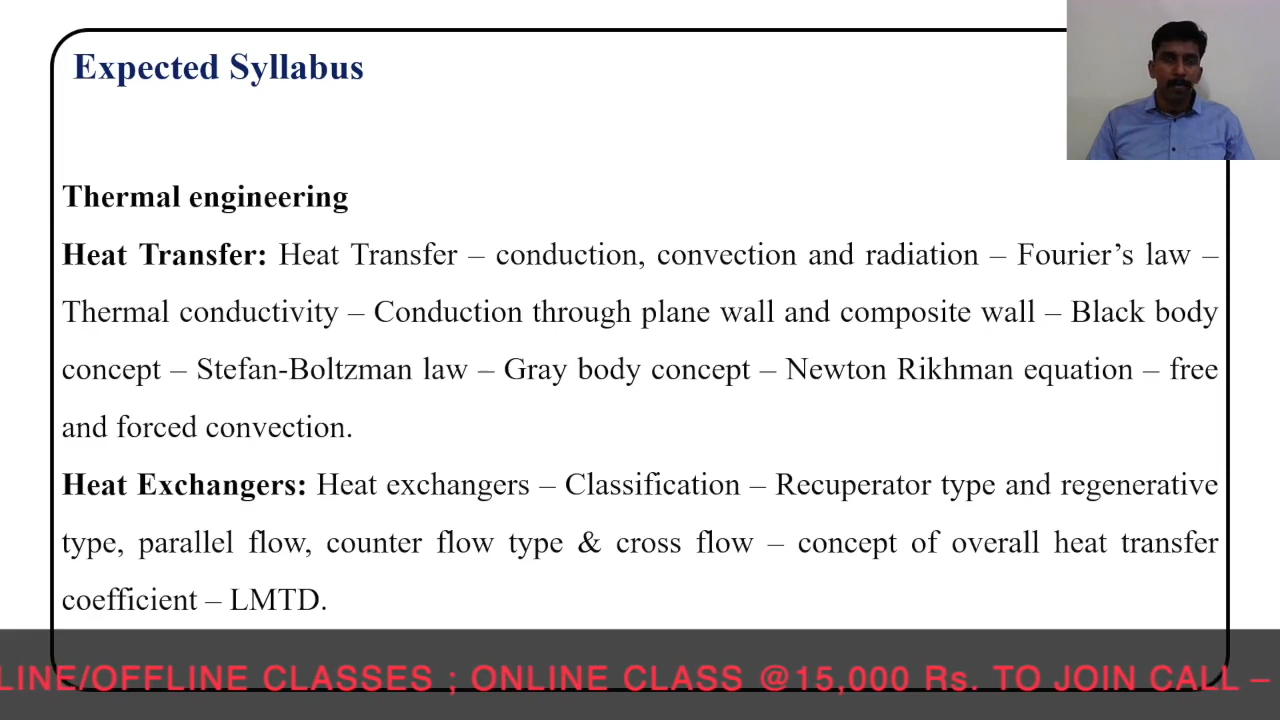 Expected Syllabus
Thermal engineering
Heat Transfer: Heat Transfer – conduction, convection and radiation – Fourier’s law –
Thermal conductivity – Conduction through plane wall and composite wall – Black body
concept – Stefan-Boltzman law – Gray body concept – Newton Rikhman equation – free
and forced convection.
Heat Exchangers: Heat exchangers – Classification – Recuperator type and regenerative
type, parallel flow, counter flow type & cross flow – concept of overall heat transfer
coefficient – LMTD.
LINE/OFFLINE CLASSES ; ONLINE CLASS @15,000 Rs. TO JOIN CALL –